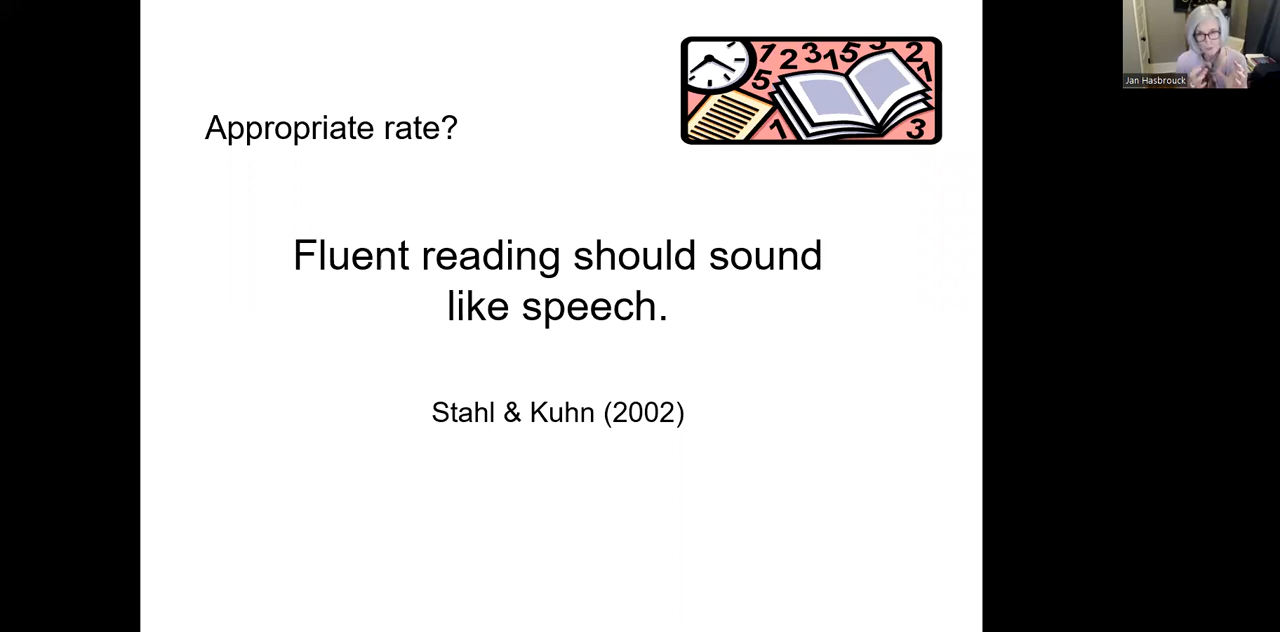 Appropriate rate?
Fluent reading should sound
like speech.
Stahl & Kuhn (2002)
Jan Hasbrouck